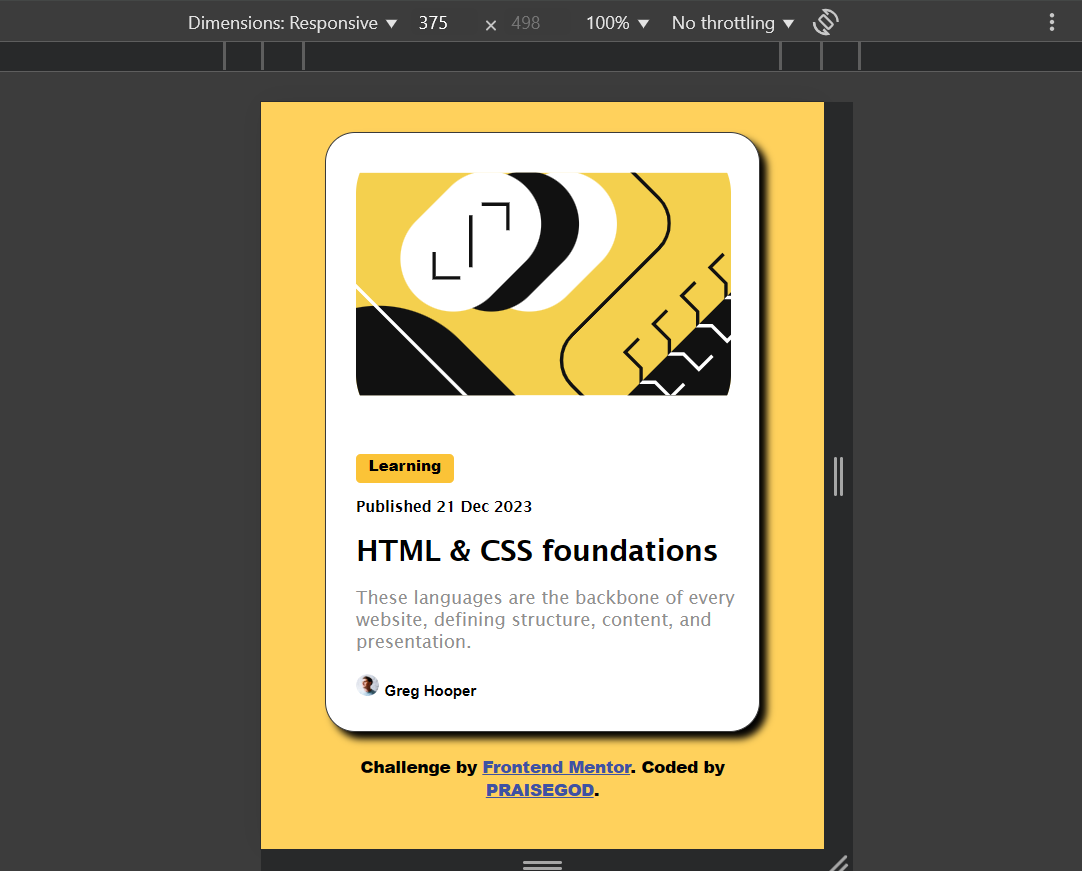 Dimensions: Responsive ▼ 375 × 498 100% ▼ No throttling ▼
Learning
Published 21 Dec 2023
HTML & CSS foundations
These languages are the backbone of every
website, defining structure, content, and
presentation.
Greg Hooper
Challenge by Frontend Mentor. Coded by
PRAISEGOD.